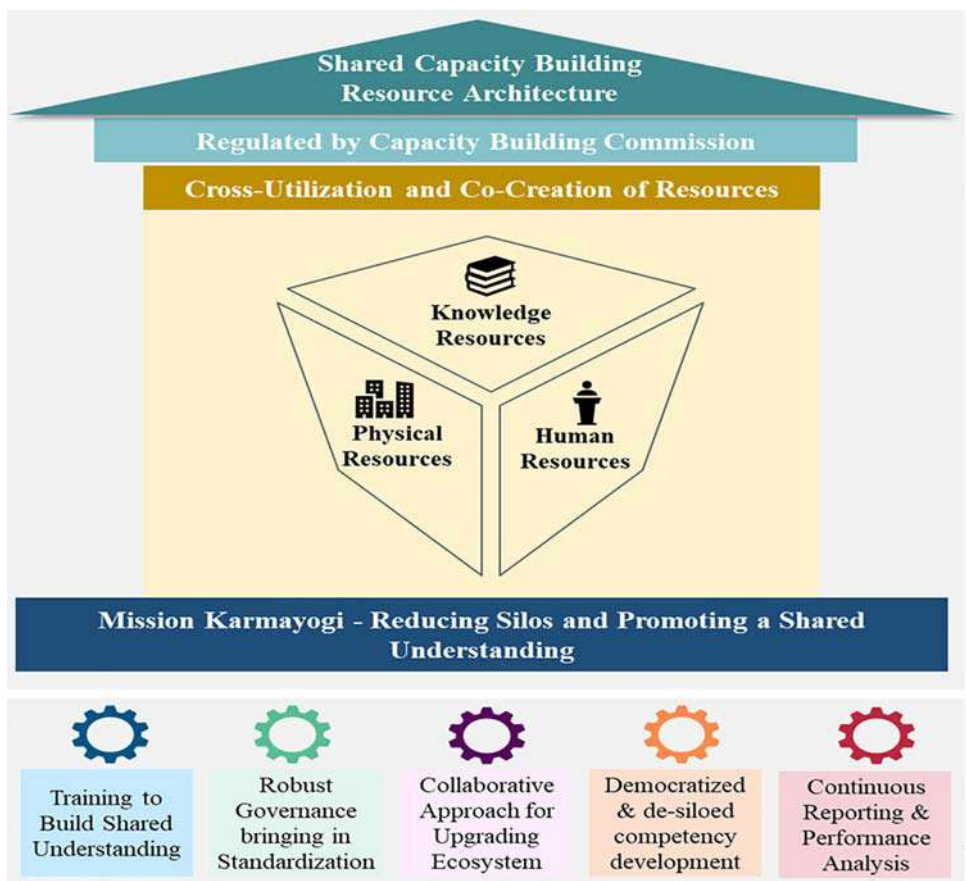 Shared Capacity Building
Resource Architecture
Regulated by Capacity Building Commission
Cross-Utilization and Co-Creation of Resources
Knowledge
Resources
Physical
Resources
Human
Resources
Mission Karmayogi - Reducing Silos and Promoting a Shared
Understanding
Training to
Build Shared
Understanding
Robust
Governance
bringing in
Standardization
Collaborative
Approach for
Upgrading
Ecosystem
Democratized
& de-siloed
competency
development
Continuous
Reporting &
Performance
Analysis